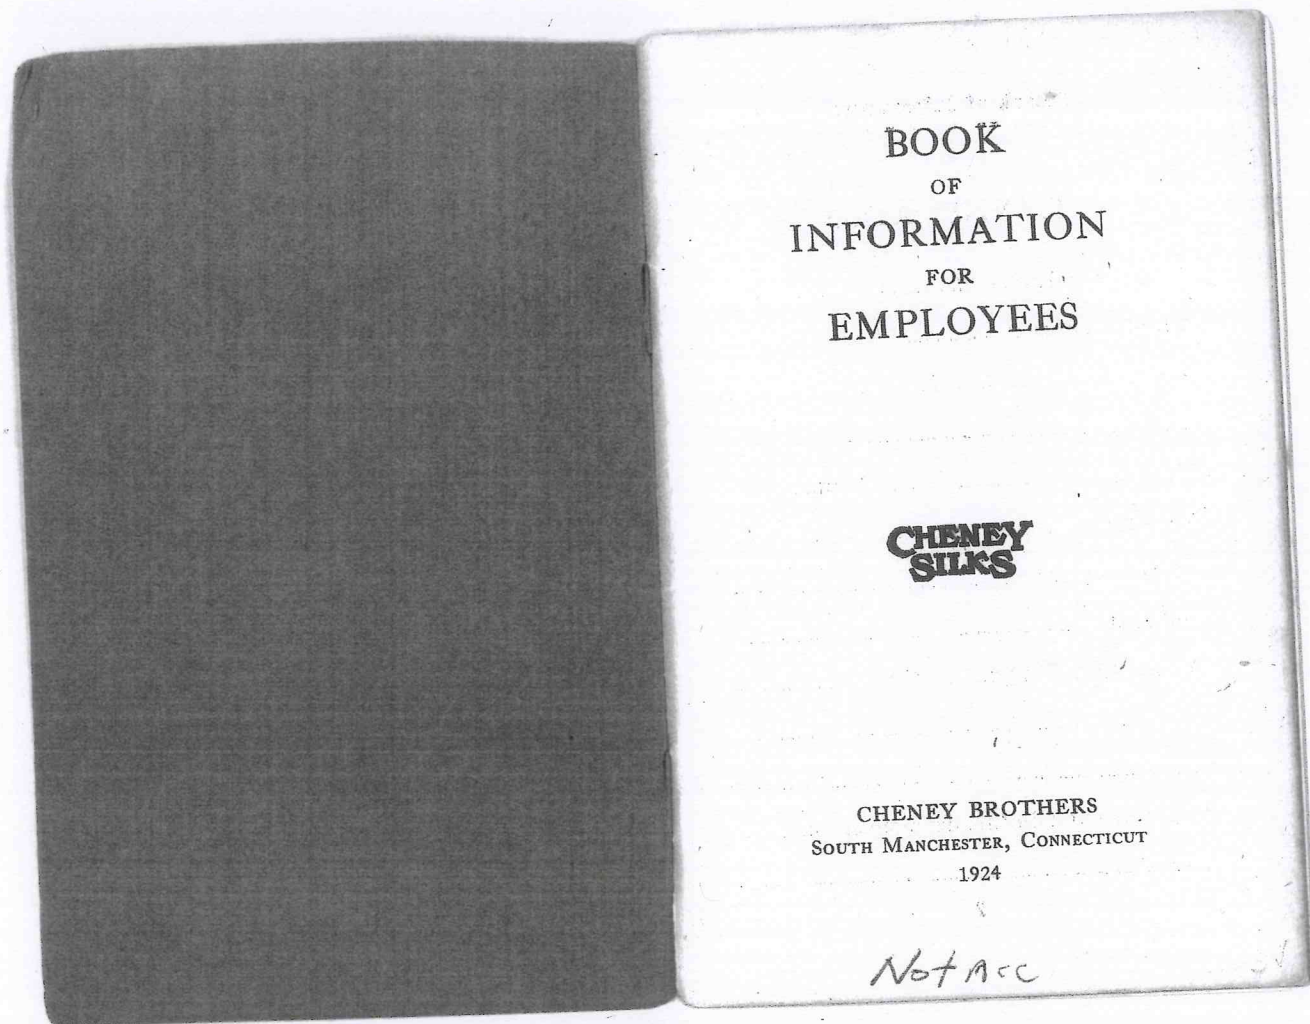 BOOK
OF
INFORMATION
FOR
EMPLOYEES
CHENEY
SILKS
CHENEY BROTHERS
SOUTH MANCHESTER, CONNECTICUT
1924
Not Acc